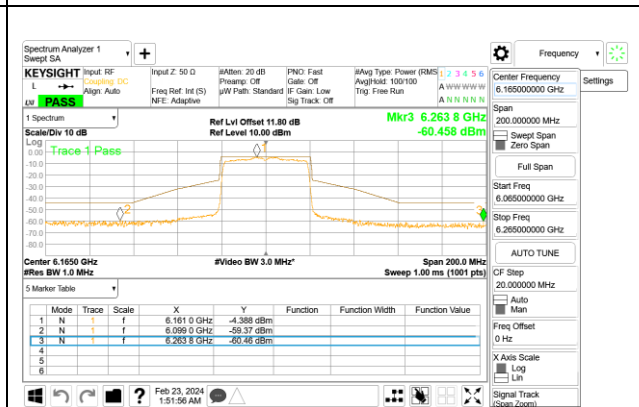 Spectrum Analyzer 1
Swept SA
+
Frequency
KEYSIGHT
L
PASS
Input: RF
Coupling: DC
Align: Auto
Input Z: 50 Ω
Freq Ref: Int (S)
NFE: Adaptive
#Atten: 20 dB
Preamp: Off
µW Path: Standard
PNO: Fast
Gate: Off
IF Gain: Low
Sig Track: Off
#Avg Type: Power (RMS
Avg|Hold: 100/100
Trig: Free Run
1 2 3 4 5 6
A W W W W W
A N N N N N
Settings
Center Frequency
6.165000000 GHz
Span
200.000000 MHz
Swept Span
Zero Span
Full Span
Start Freq
6.065000000 GHz
Stop Freq
6.265000000 GHz
AUTO TUNE
CF Step
20.000000 MHz
Auto
Man
Freq Offset
0 Hz
X Axis Scale
Log
Lin
Signal Track
(Span Zoom)
1 Spectrum
Scale/Div 10 dB
Ref Lvl Offset 11.80 dB
Ref Level 10.00 dBm
Mkr3 6.263 8 GHz
-60.458 dBm
Log
Trace 1 Pass
0.00
-10.0
-20.0
-30.0
-40.0
-50.0
-60.0
-70.0
-80.0
1
2
3
Center 6.1650 GHz
#Res BW 1.0 MHz
#Video BW 3.0 MHz*
Span 200.0 MHz
Sweep 1.00 ms (1001 pts)
5 Marker Table
Mode Trace Scale X Y Function Function Width Function Value
1 N 1 f 6.161 0 GHz -4.388 dBm
2 N 1 f 6.099 0 GHz -59.37 dBm
3 N 1 f 6.263 8 GHz -60.46 dBm
4
5
6
?
Feb 23, 2024
1:51:56 AM